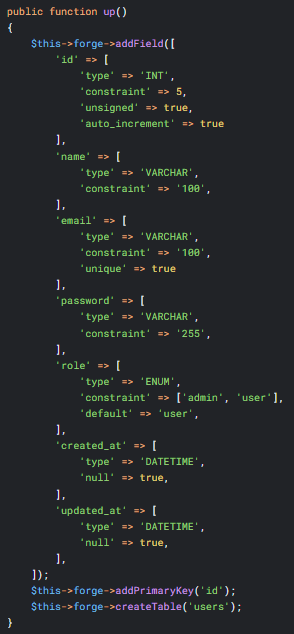 public function up()
{
    $this->forge->addField([
        'id' => [
            'type' => 'INT',
            'constraint' => 5,
            'unsigned' => true,
            'auto_increment' => true
        ],
        'name' => [
            'type' => 'VARCHAR',
            'constraint' => '100',
        ],
        'email' => [
            'type' => 'VARCHAR',
            'constraint' => '100',
            'unique' => true
        ],
        'password' => [
            'type' => 'VARCHAR',
            'constraint' => '255',
        ],
        'role' => [
            'type' => 'ENUM',
            'constraint' => ['admin', 'user'],
            'default' => 'user',
        ],
        'created_at' => [
            'type' => 'DATETIME',
            'null' => true,
        ],
        'updated_at' => [
            'type' => 'DATETIME',
            'null' => true,
        ],
    ]);
    $this->forge->addPrimaryKey('id');
    $this->forge->createTable('users');
}